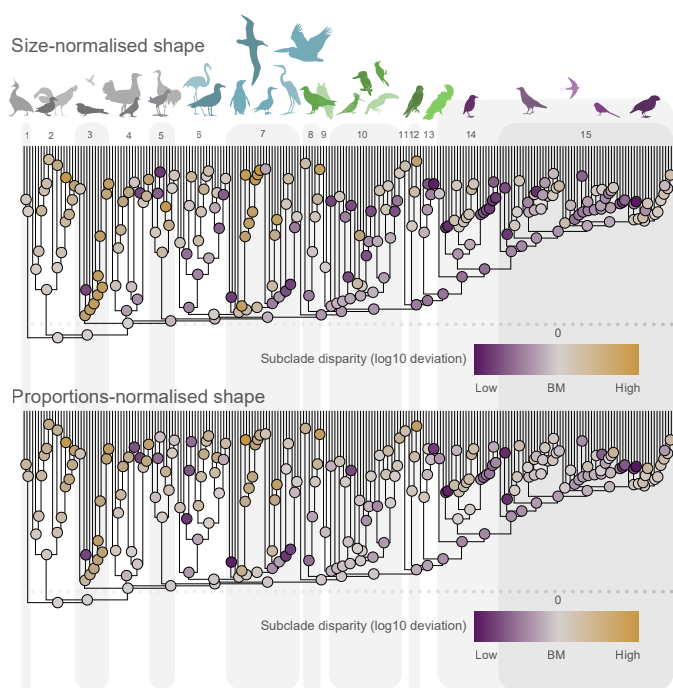 Size-normalised shape
1 2 3 4 5 6 7 8 9 10 11 12 13 14 15
0
Subclade disparity (log10 deviation)
Low BM High
Proportions-normalised shape
0
Subclade disparity (log10 deviation)
Low BM High